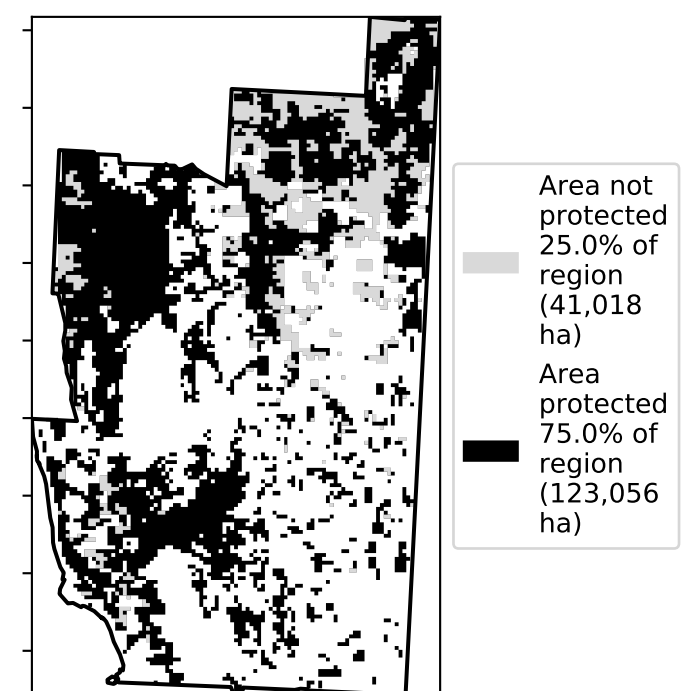 Area not
protected
25.0% of
region
(41,018
ha)
Area
protected
75.0% of
region
(123,056
ha)